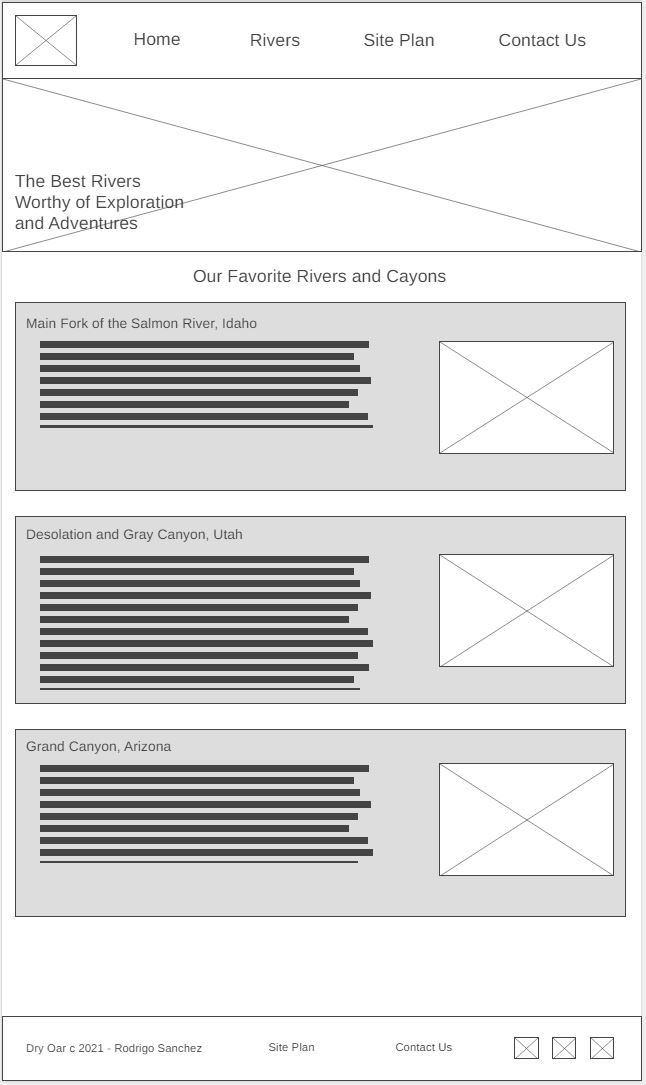 Home Rivers Site Plan Contact Us
The Best Rivers
Worthy of Exploration
and Adventures
Our Favorite Rivers and Cayons
Main Fork of the Salmon River, Idaho
Desolation and Gray Canyon, Utah
Grand Canyon, Arizona
Dry Oar c 2021 - Rodrigo Sanchez Site Plan Contact Us